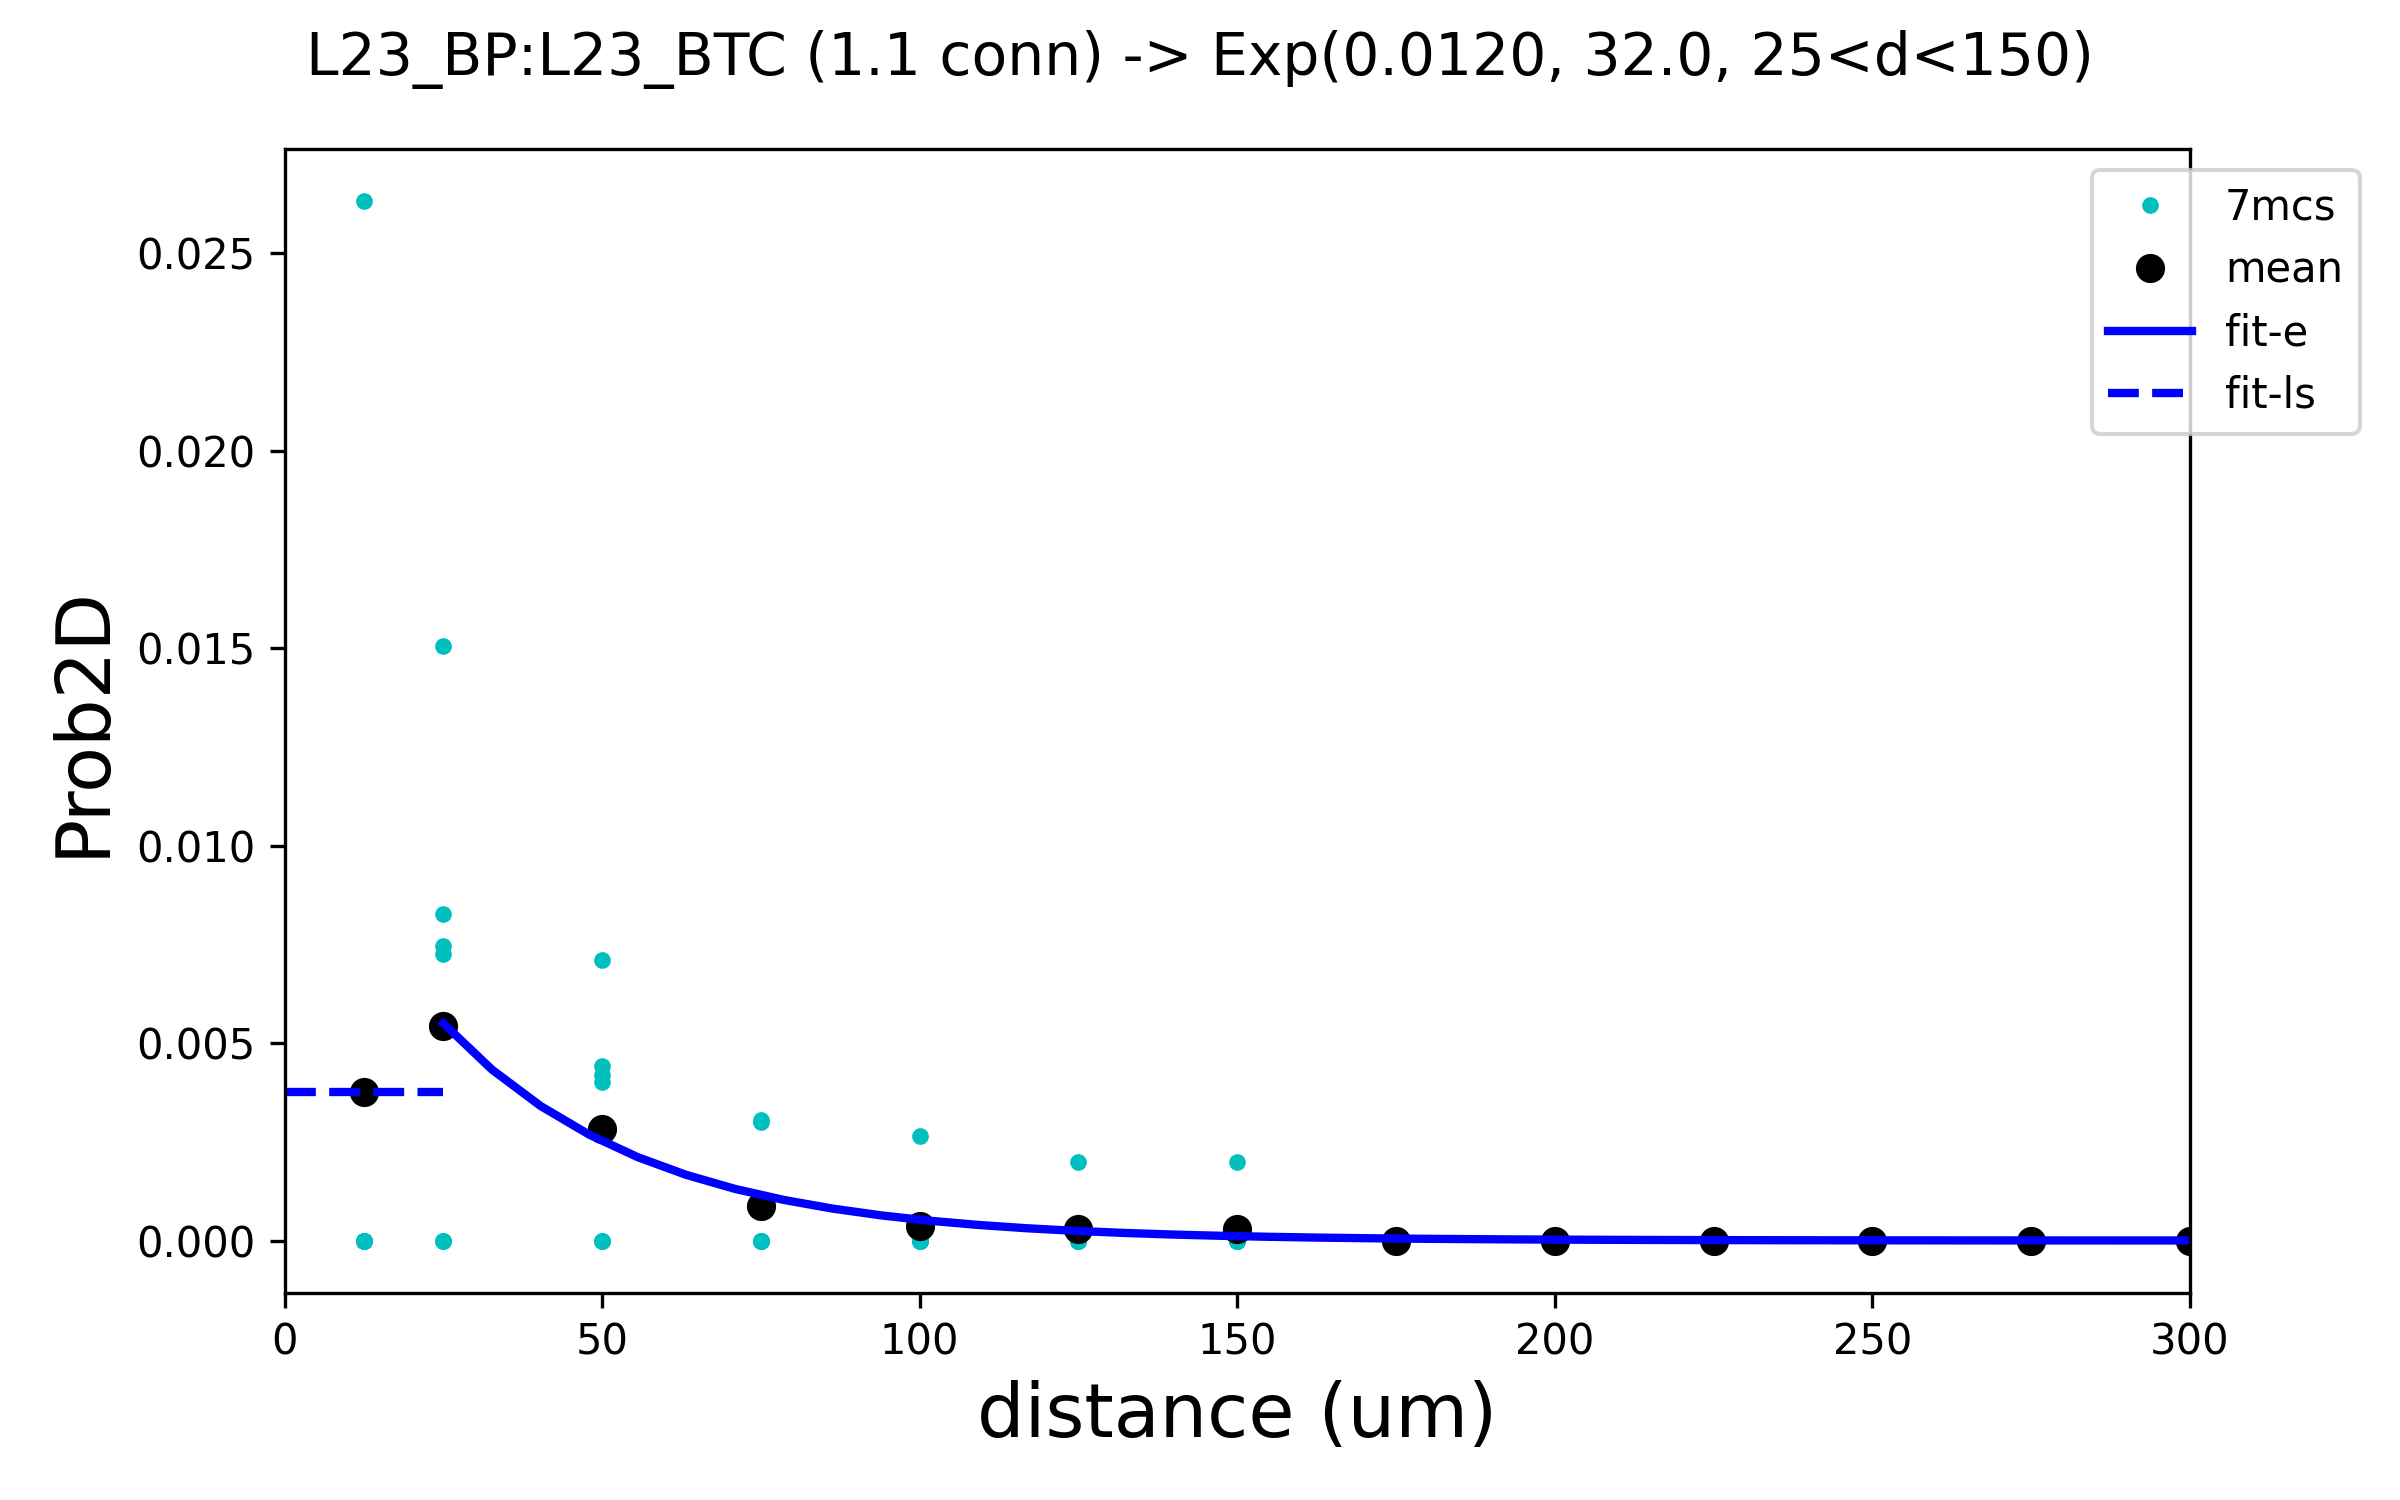 L23_BP:L23_BTC (1.1 conn) -> Exp(0.0120, 32.0, 25<d<150)
7mcs
mean
fit-e
fit-ls
0.025
0.020
0.015
0.010
0.005
0.000
Prob2D
0 50 100 150 200 250 300
distance (um)